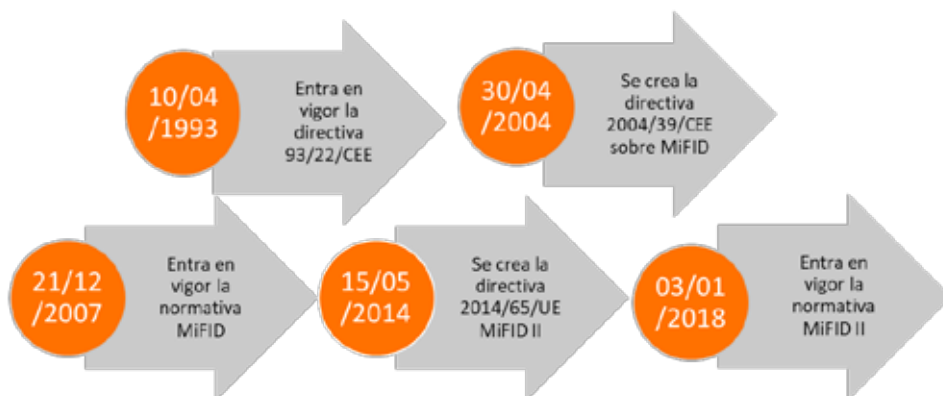 10/04
/1993
Entra en
vigor la
directiva
93/22/CEE
30/04
/2004
Se crea la
directiva
2004/39/CEE
sobre MiFID
21/12
/2007
Entra en
vigor la
normativa
MiFID
15/05
/2014
Se crea la
directiva
2014/65/UE
MiFID II
03/01
/2018
Entra en
vigor la
normativa
MiFID II